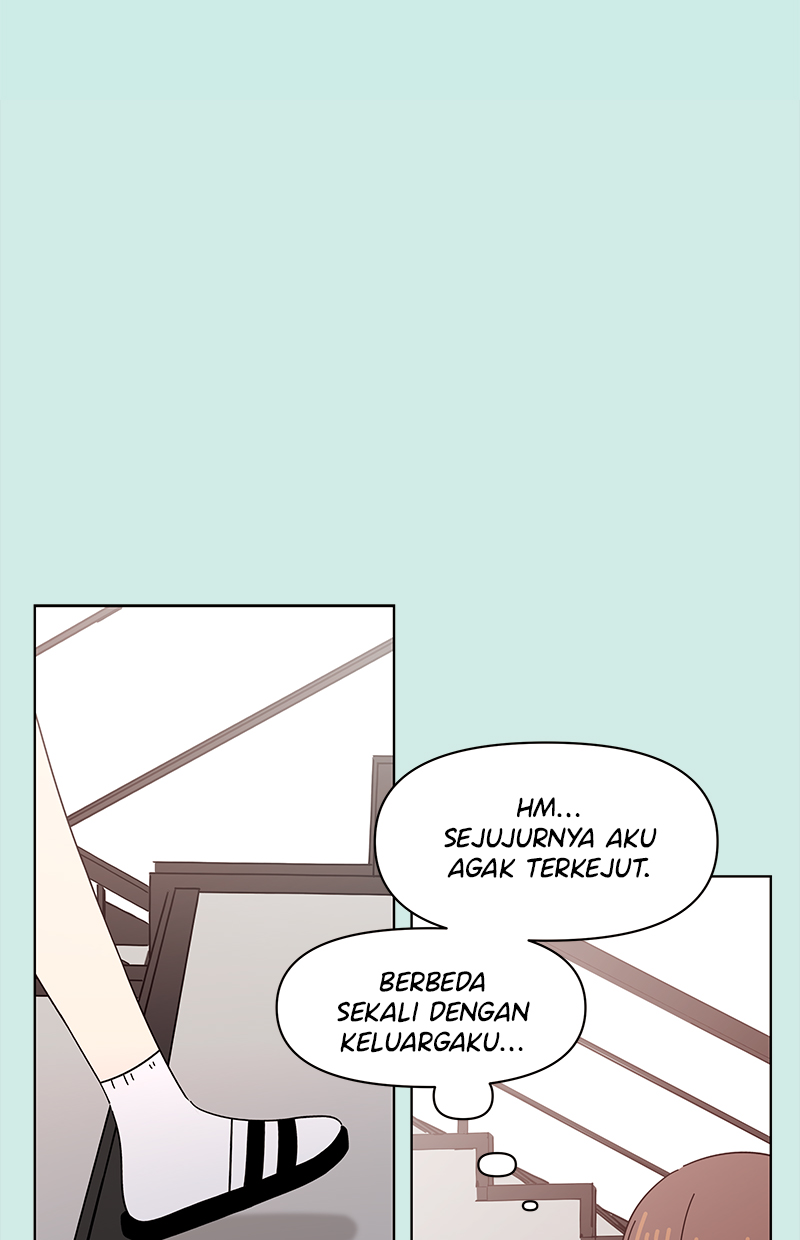 HM...
SEJUJURNYA AKU
AGAK TERKEJUT.
BERBEDA
SEKALI DENGAN
KELUARGAKU...